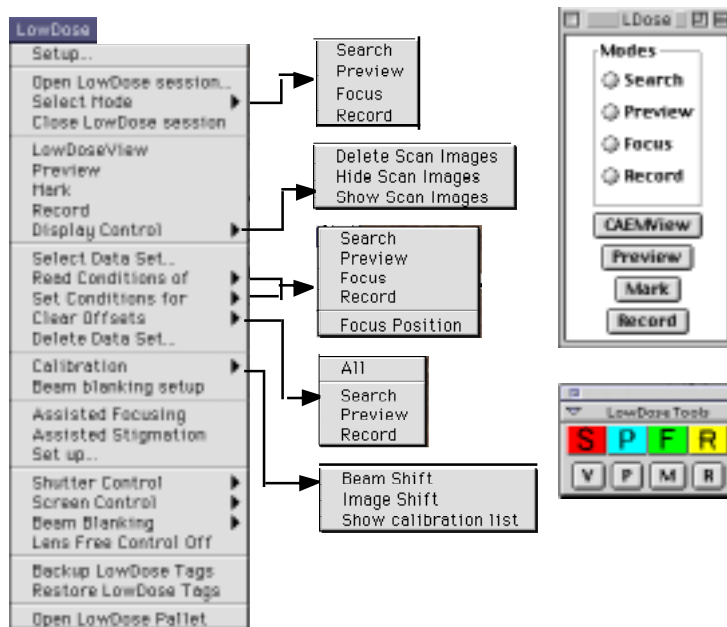 LowDose
Setup...
Open LowDose session...
Select Mode
Close LowDose session
LowDoseView
Preview
Mark
Record
Display Control
Select Data Set...
Read Conditions of
Set Conditions for
Clear Offsets
Delete Data Set...
Calibration
Beam blanking setup
Assisted Focusing
Assisted Stigmation
Set up...
Shutter Control
Screen Control
Beam Blanking
Lens Free Control Off
Backup LowDose Tags
Restore LowDose Tags
Open LowDose Pallet
Search
Preview
Focus
Record
Delete Scan Images
Hide Scan Images
Show Scan Images
Search
Preview
Focus
Record
Focus Position
All
Search
Preview
Record
Beam Shift
Image Shift
Show calibration list
LDose
Modes
Search
Preview
Focus
Record
CAEMView
Preview
Mark
Record
LowDose Tools
S P F R
V P M R